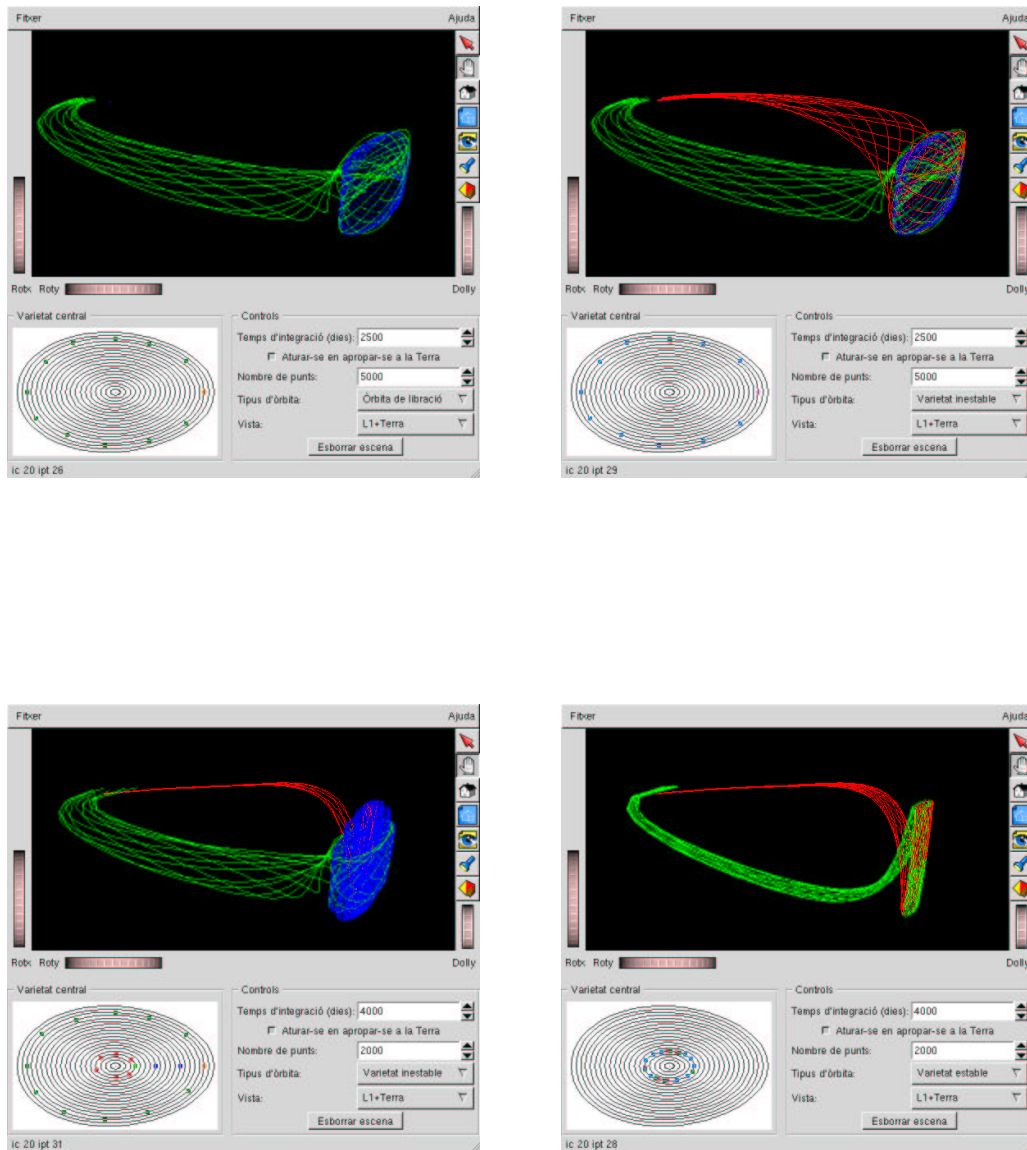 Fitxer Ajuda
Rotx Roty Dolly
Varietat central
Controls
Temps d'integració (dies): 2500
Aturar-se en apropar-se a la Terra
Nombre de punts: 5000
Tipus d'òrbita: Òrbita de libració
Vista: L1+Terra
Esborrar escena
ic 20 ipt 26
Fitxer Ajuda
Rotx Roty Dolly
Varietat central
Controls
Temps d'integració (dies): 2500
Aturar-se en apropar-se a la Terra
Nombre de punts: 5000
Tipus d'òrbita: Varietat inestable
Vista: L1+Terra
Esborrar escena
ic 20 ipt 29
Fitxer Ajuda
Rotx Roty Dolly
Varietat central
Controls
Temps d'integració (dies): 4000
Aturar-se en apropar-se a la Terra
Nombre de punts: 2000
Tipus d'òrbita: Varietat inestable
Vista: L1+Terra
Esborrar escena
ic 20 ipt 31
Fitxer Ajuda
Rotx Roty Dolly
Varietat central
Controls
Temps d'integració (dies): 4000
Aturar-se en apropar-se a la Terra
Nombre de punts: 2000
Tipus d'òrbita: Varietat estable
Vista: L1+Terra
Esborrar escena
ic 20 ipt 28